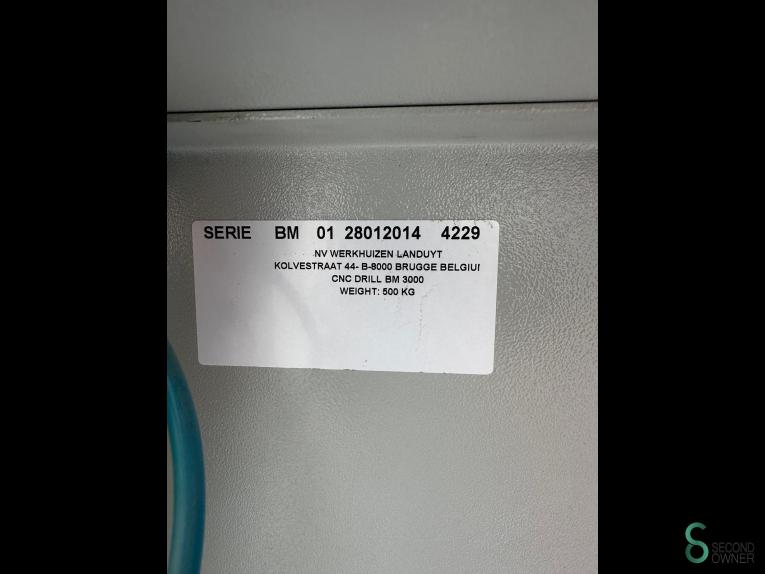 SERIE BM 01 28012014 4229
NV WERKHUIZEN LANDUYT
KOLVESTRAAT 44- B-8000 BRUGGE BELGIUI
CNC DRILL BM 3000
WEIGHT: 500 KG
SECOND
OWNER